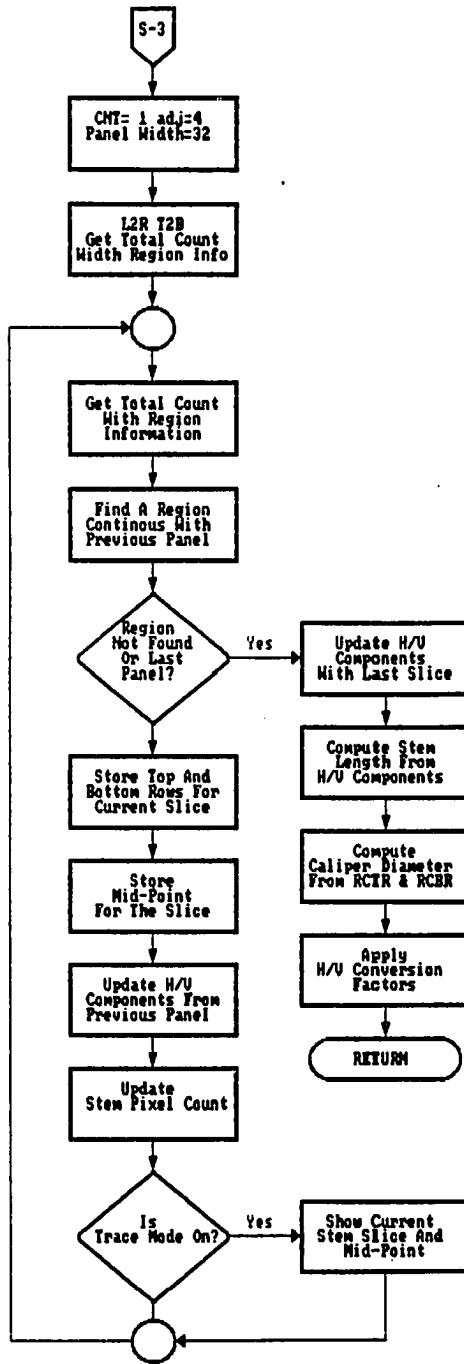 S-3
CNT= 1 adj=4
Panel Width=32
L2R T2B
Get Total Count
Width Region Info
Get Total Count
With Region
Information
Find A Region
Continous With
Previous Panel
Region
Not Found
Or Last
Panel?
Yes
Update H/V
Components
With Last Slice
Store Top And
Bottom Rows For
Current Slice
Compute Stem
Length From
H/V Components
Store
Mid-Point
For The Slice
Compute
Caliper Diameter
From RCTR & RCBR
Update H/V
Components From
Previous Panel
Apply
H/V Conversion
Factors
Update
Stem Pixel Count
RETURN
Is
Trace Mode On?
Yes
Show Current
Stem Slice And
Mid-Point